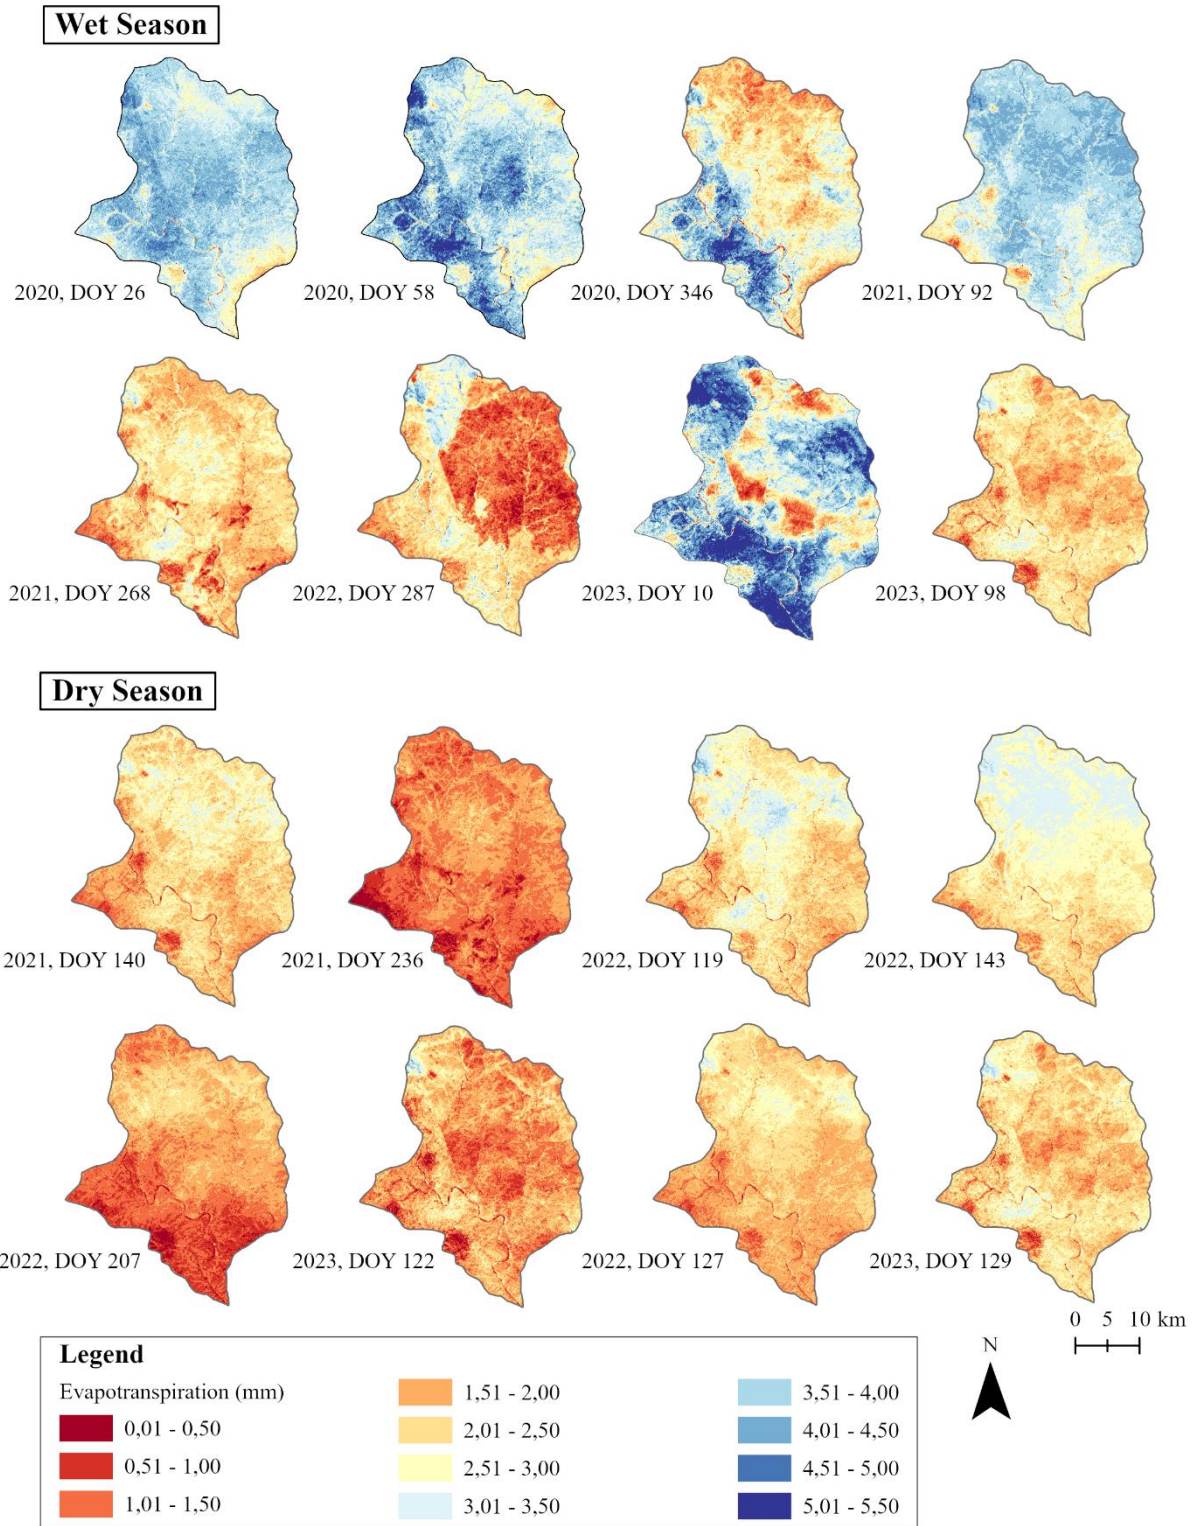 Wet Season
2020, DOY 26
2020, DOY 58
2020, DOY 346
2021, DOY 92
2021, DOY 268
2022, DOY 287
2023, DOY 10
2023, DOY 98
Dry Season
2021, DOY 140
2021, DOY 236
2022, DOY 119
2022, DOY 143
2022, DOY 207
2023, DOY 122
2022, DOY 127
2023, DOY 129
0 5 10 km
N
Legend
Evapotranspiration (mm)
0,01 - 0,50
0,51 - 1,00
1,01 - 1,50
1,51 - 2,00
2,01 - 2,50
2,51 - 3,00
3,01 - 3,50
3,51 - 4,00
4,01 - 4,50
4,51 - 5,00
5,01 - 5,50